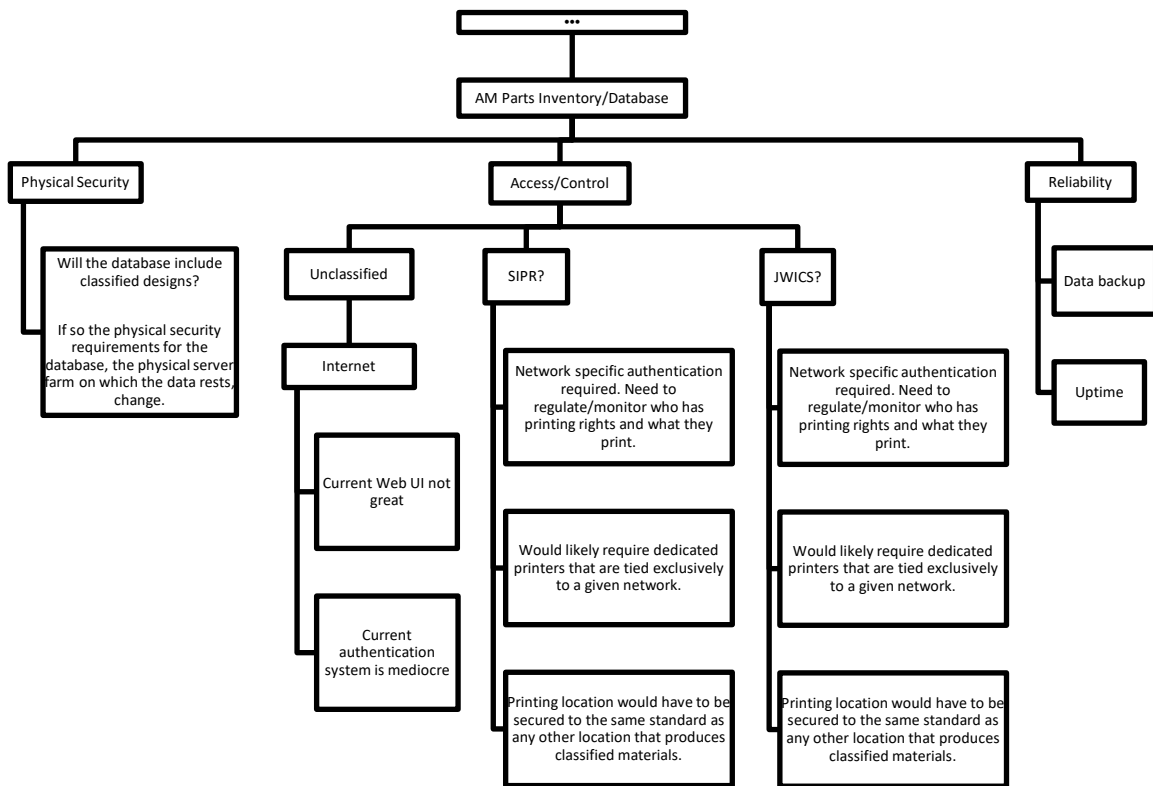 ...
AM Parts Inventory/Database
Physical Security
Access/Control
Reliability
Will the database include
classified designs?
If so the physical security
requirements for the
database, the physical server
farm on which the data rests,
change.
Unclassified
Internet
Current Web UI not
great
Current
authentication
system is mediocre
SIPR?
Network specific authentication
required. Need to
regulate/monitor who has
printing rights and what they
print.
Would likely require dedicated
printers that are tied exclusively
to a given network.
Printing location would have to be
secured to the same standard as
any other location that produces
classified materials.
JWICS?
Network specific authentication
required. Need to
regulate/monitor who has
printing rights and what they
print.
Would likely require dedicated
printers that are tied exclusively
to a given network.
Printing location would have to be
secured to the same standard as
any other location that produces
classified materials.
Data backup
Uptime